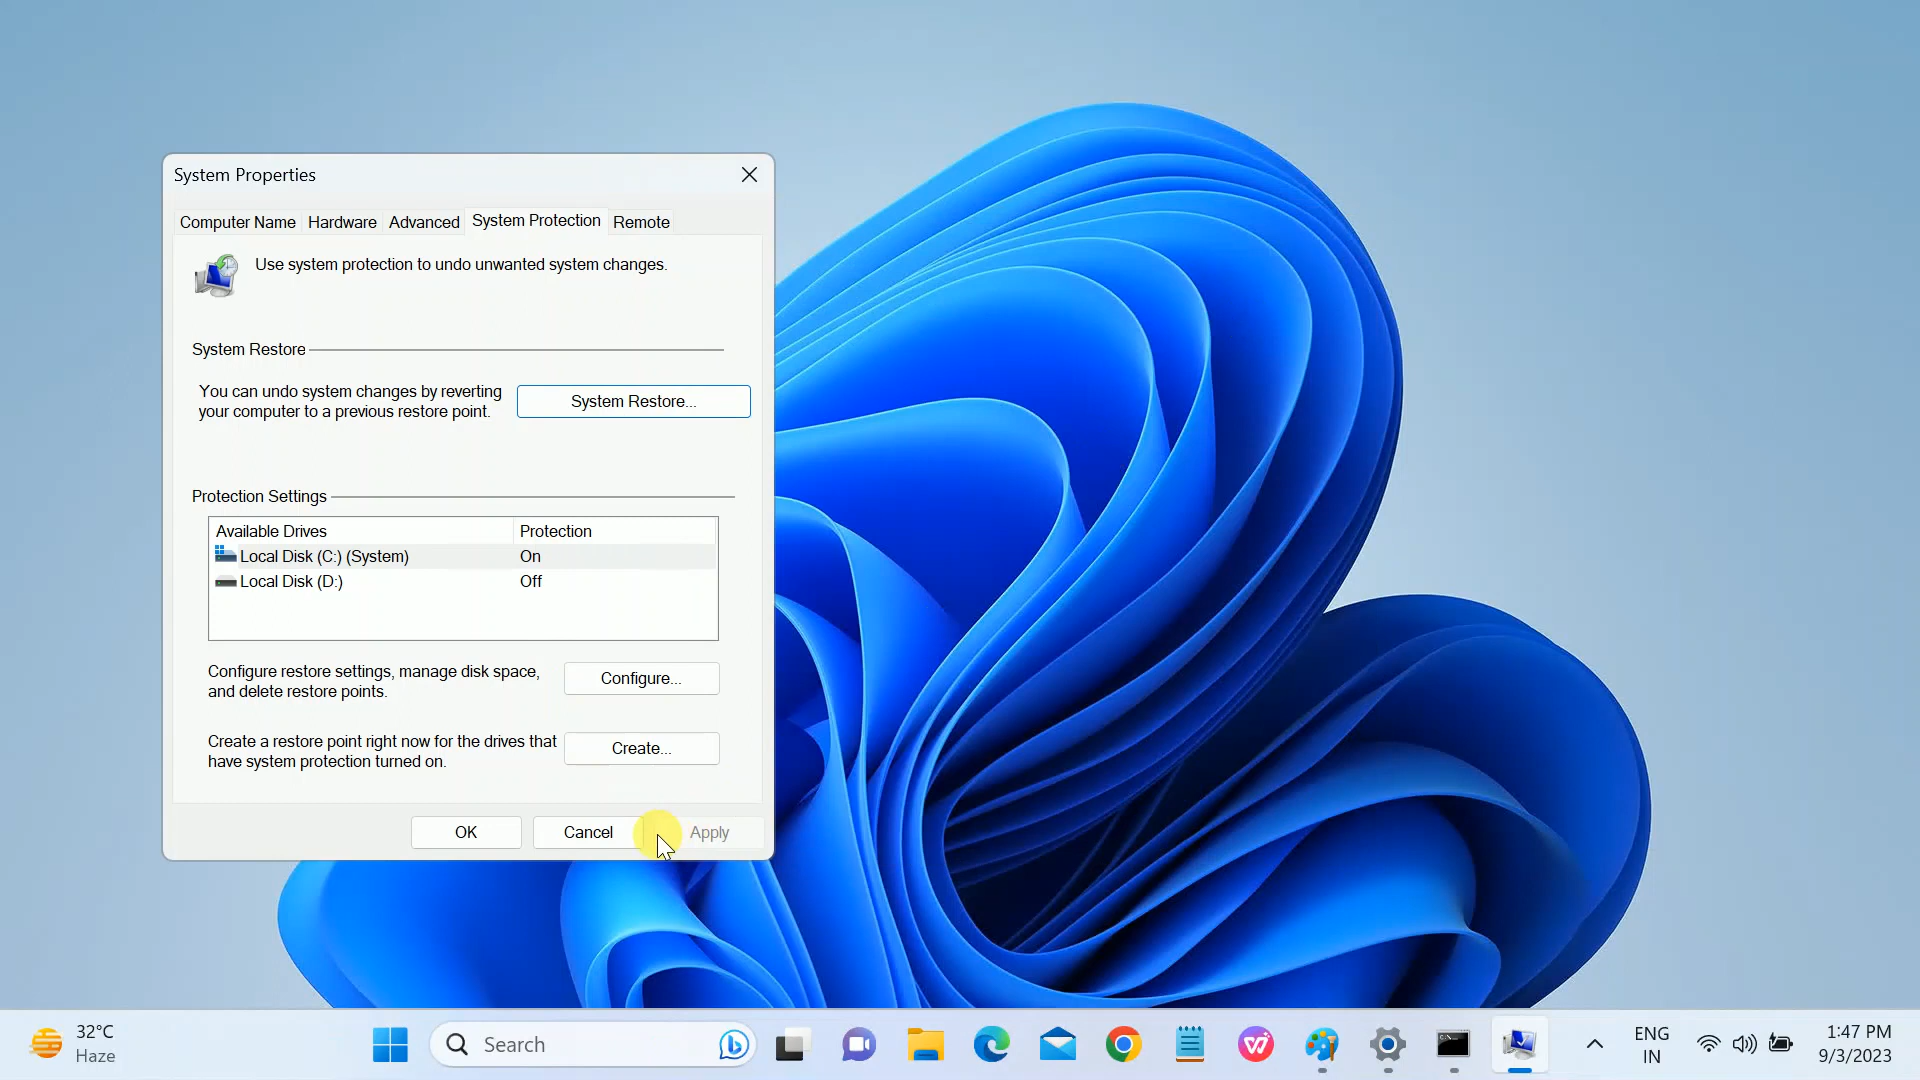 System Properties
Computer Name Hardware Advanced System Protection Remote
Use system protection to undo unwanted system changes.
System Restore
You can undo system changes by reverting
your computer to a previous restore point.
System Restore...
Protection Settings
Available Drives Protection
Local Disk (C:) (System) On
Local Disk (D:) Off
Configure restore settings, manage disk space,
and delete restore points.
Configure...
Create a restore point right now for the drives that
have system protection turned on.
Create...
OK Cancel Apply
32°C
Haze
Search
ENG
IN
1:47 PM
9/3/2023